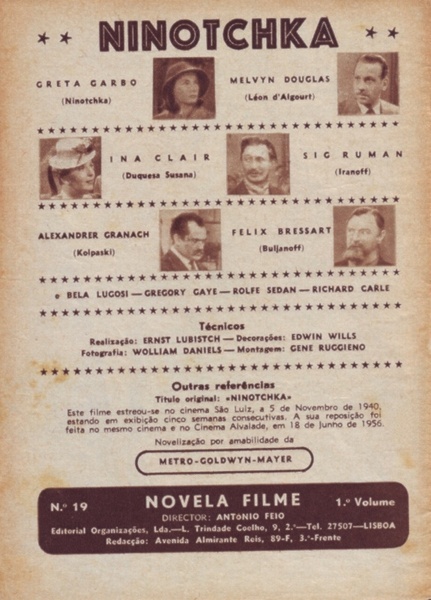 ★ ★ NINOTCHKA ★ ★
GRETA GARBO
(Ninotchka)
MELVYN DOUGLAS
(Léon d'Algourt)
INA CLAIR
(Duquesa Susana)
SIG RUMAN
(Iranoff)
ALEXANDRER GRANACH
(Kolpaski)
FELIX BRESSART
(Buljanoff)
e BELA LUGOSI — GREGORY GAYE — ROLFE SEDAN — RICHARD CARLE
Técnicos
Realização: ERNST LUBISTCH — Decorações: EDWIN WILLS
Fotografia: WOLLIAM DANIELS — Montagem: GENE RUGGIENO
Outras referências
Título original: «NINOTCHKA»
Este filme estreou-se no cinema São Luiz, a 5 de Novembro de 1940,
estando em exibição cinco semanas consecutivas. A sua reposição foi
feita no mesmo cinema e no Cinema Alvalade, em 18 de Junho de 1956.
Novelização por amabilidade da
METRO-GOLDWYN-MAYER
N.º 19 NOVELA FILME 1.º Volume
DIRECTOR: ANTÓNIO FEIO
Editorial Organizações, Lda.—L. Trindade Coelho, 9, 2.º—Tel. 27507—LISBOA
Redacção: Avenida Almirante Reis, 89-F, 3.º-Frente